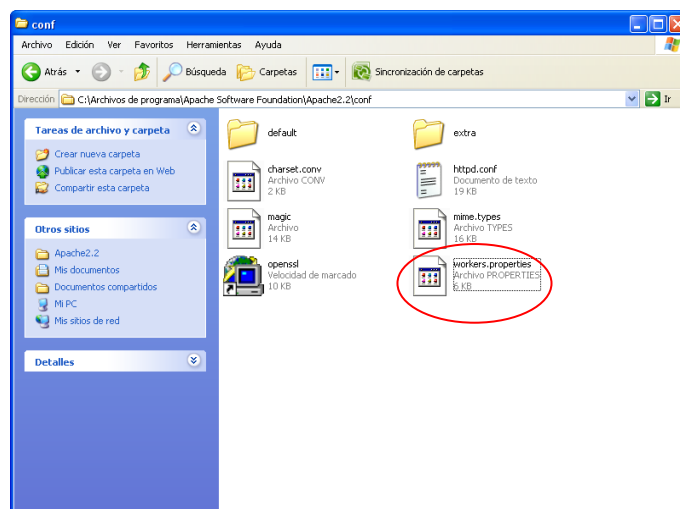 conf
Archivo Edición Ver Favoritos Herramientas Ayuda
Atrás Búsqueda Carpetas Sincronización de carpetas
Dirección C:\Archivos de programa\Apache Software Foundation\Apache2.2\conf Ir
Tareas de archivo y carpeta
Crear nueva carpeta
Publicar esta carpeta en Web
Compartir esta carpeta
Otros sitios
Apache2.2
Mis documentos
Documentos compartidos
Mi PC
Mis sitios de red
Detalles
default
extra
charset.conv
Archivo CONV
2 KB
httpd.conf
Documento de texto
19 KB
magic
Archivo
14 KB
mime.types
Archivo TYPES
16 KB
openssl
Velocidad de marcado
10 KB
workers.properties
Archivo PROPERTIES
6 KB